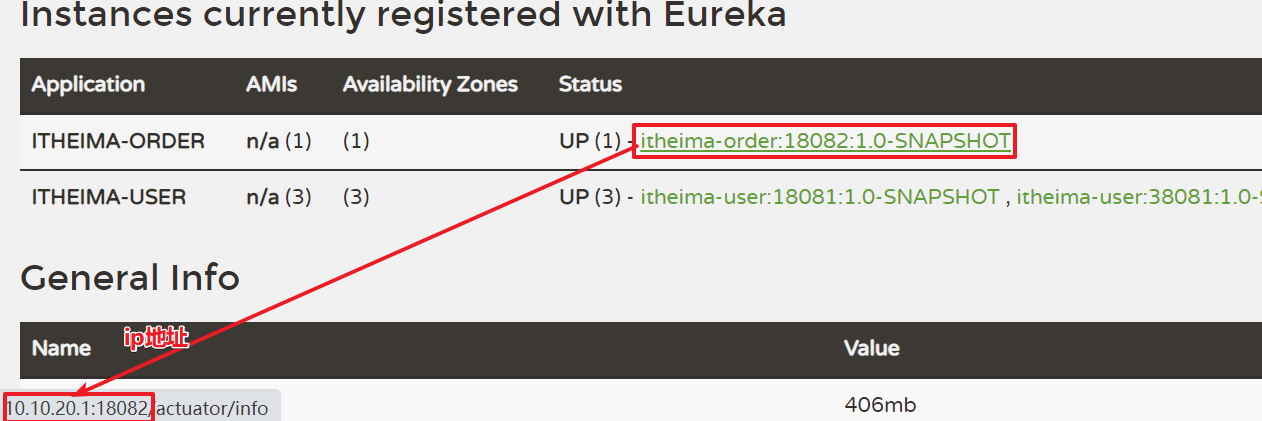 Instances currently registered with Eureka
Application AMIs Availability Zones Status
ITHEIMA-ORDER n/a (1) (1) UP (1) - itheima-order:18082:1.0-SNAPSHOT
ITHEIMA-USER n/a (3) (3) UP (3) - itheima-user:18081:1.0-SNAPSHOT , itheima-user:38081:1.0-S
General Info
ip地址
Name Value
10.10.20.1:18082/actuator/info 406mb